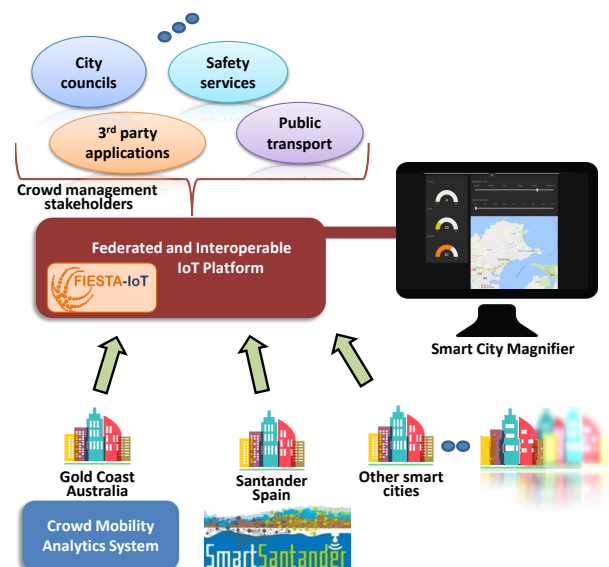 City
councils
Safety
services
3rd party
applications
Public
transport
Crowd management
stakeholders
Federated and Interoperable
IoT Platform
FIESTA-IoT
Smart City Magnifier
Gold Coast
Australia
Santander
Spain
Other smart
cities
Crowd Mobility
Analytics System
SmartSantander